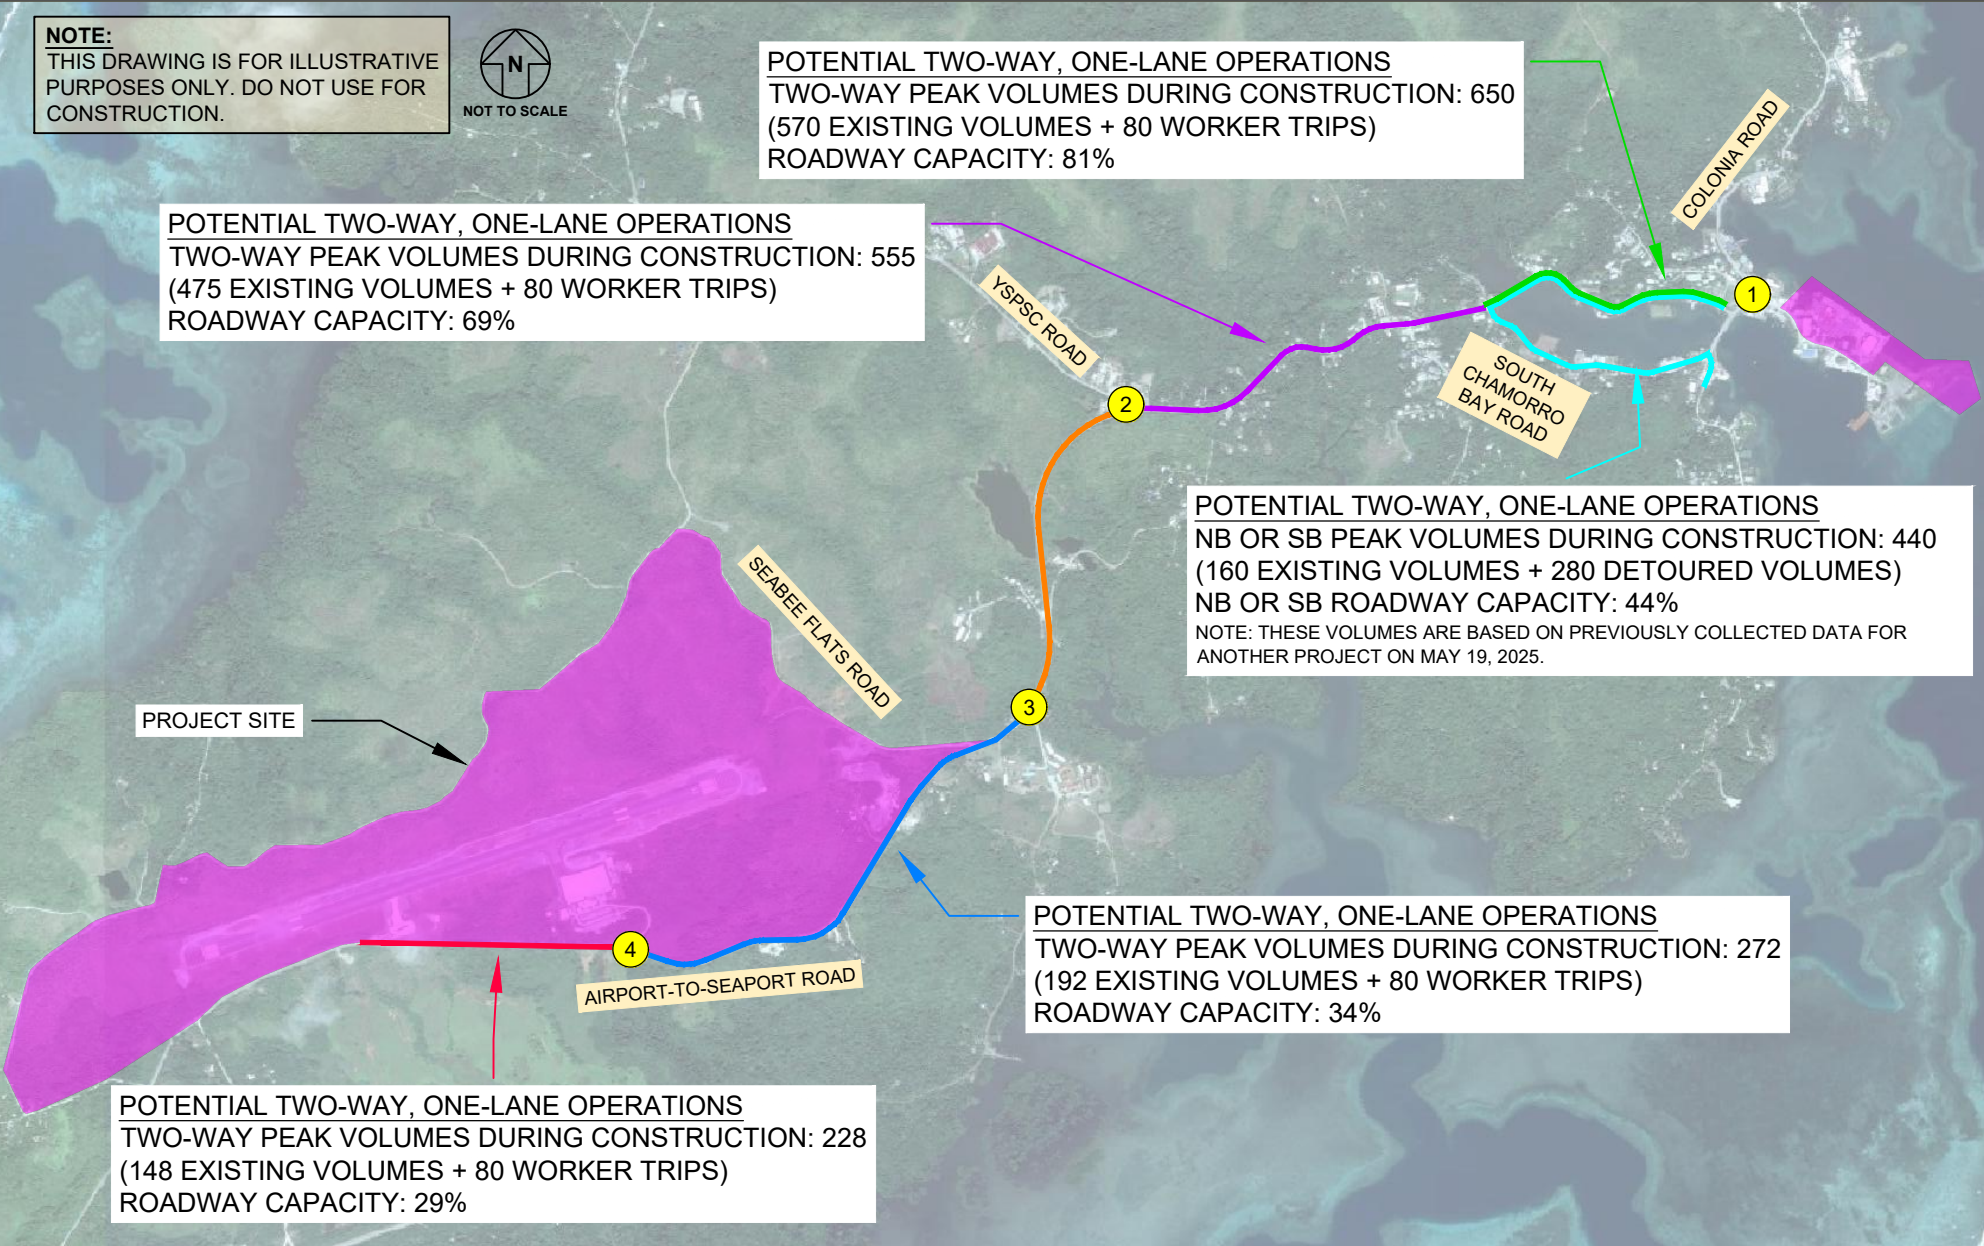 NOTE:
THIS DRAWING IS FOR ILLUSTRATIVE
PURPOSES ONLY. DO NOT USE FOR
CONSTRUCTION.
N
NOT TO SCALE
POTENTIAL TWO-WAY, ONE-LANE OPERATIONS
TWO-WAY PEAK VOLUMES DURING CONSTRUCTION: 650
(570 EXISTING VOLUMES + 80 WORKER TRIPS)
ROADWAY CAPACITY: 81%
COLONIA ROAD
POTENTIAL TWO-WAY, ONE-LANE OPERATIONS
TWO-WAY PEAK VOLUMES DURING CONSTRUCTION: 555
(475 EXISTING VOLUMES + 80 WORKER TRIPS)
ROADWAY CAPACITY: 69%
YSPSC ROAD
1
2
SOUTH
CHAMORRO
BAY ROAD
POTENTIAL TWO-WAY, ONE-LANE OPERATIONS
NB OR SB PEAK VOLUMES DURING CONSTRUCTION: 440
(160 EXISTING VOLUMES + 280 DETOURED VOLUMES)
NB OR SB ROADWAY CAPACITY: 44%
NOTE: THESE VOLUMES ARE BASED ON PREVIOUSLY COLLECTED DATA FOR
ANOTHER PROJECT ON MAY 19, 2025.
SEABEE FLATS ROAD
3
PROJECT SITE
4
AIRPORT-TO-SEAPORT ROAD
POTENTIAL TWO-WAY, ONE-LANE OPERATIONS
TWO-WAY PEAK VOLUMES DURING CONSTRUCTION: 272
(192 EXISTING VOLUMES + 80 WORKER TRIPS)
ROADWAY CAPACITY: 34%
POTENTIAL TWO-WAY, ONE-LANE OPERATIONS
TWO-WAY PEAK VOLUMES DURING CONSTRUCTION: 228
(148 EXISTING VOLUMES + 80 WORKER TRIPS)
ROADWAY CAPACITY: 29%